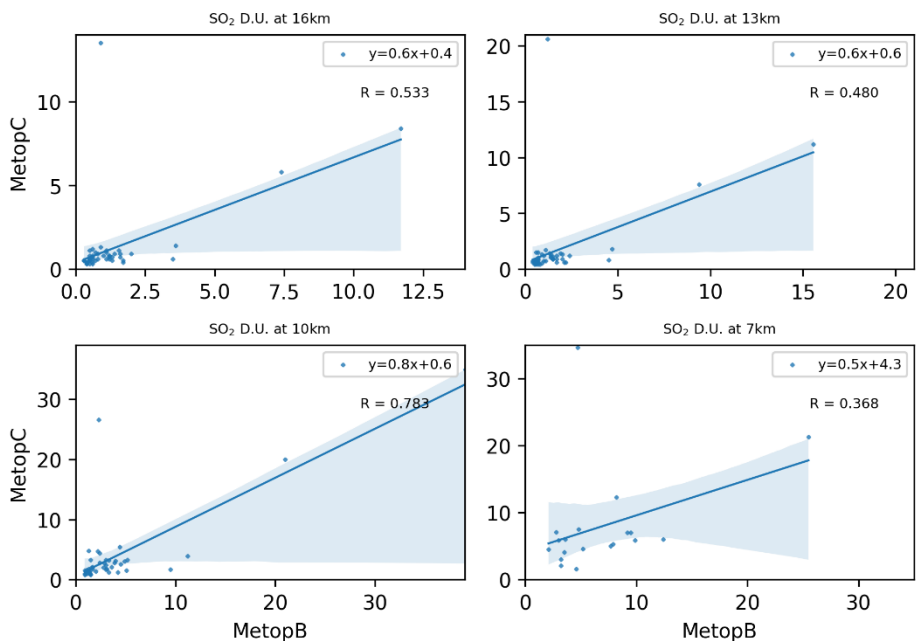 SO₂ D.U. at 16km
y=0.6x+0.4
R = 0.533
MetopC
10
5
0
0.0 2.5 5.0 7.5 10.0 12.5
SO₂ D.U. at 13km
y=0.6x+0.6
R = 0.480
20
15
10
5
0
0 5 10 15 20
SO₂ D.U. at 10km
y=0.8x+0.6
R = 0.783
MetopC
30
20
10
0
0 10 20 30
MetopB
SO₂ D.U. at 7km
y=0.5x+4.3
R = 0.368
30
20
10
0
0 10 20 30
MetopB